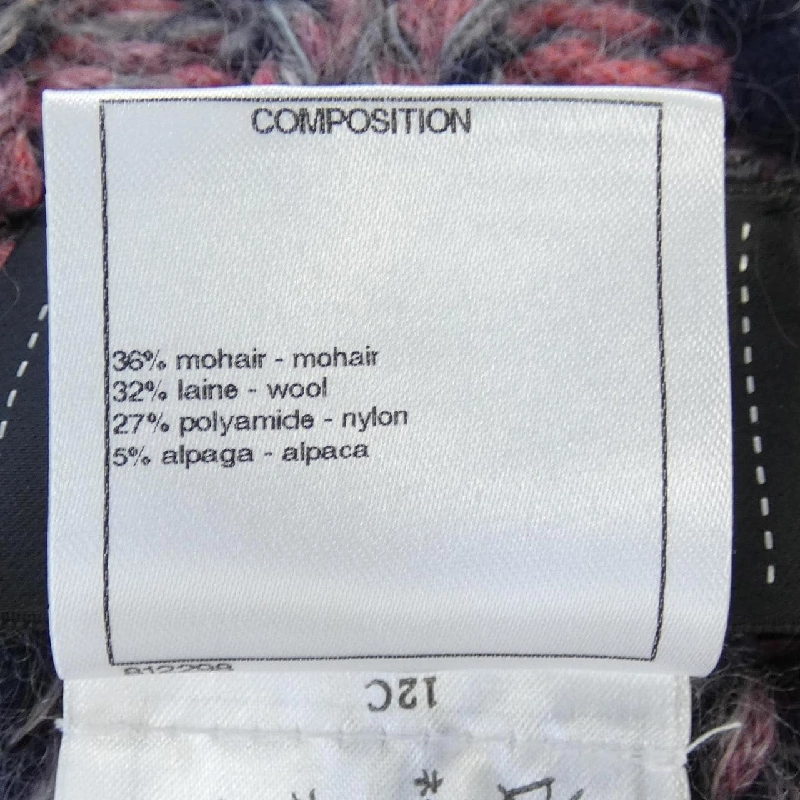 COMPOSITION
36% mohair - mohair
32% laine - wool
27% polyamide - nylon
5% alpaga - alpaca
12C